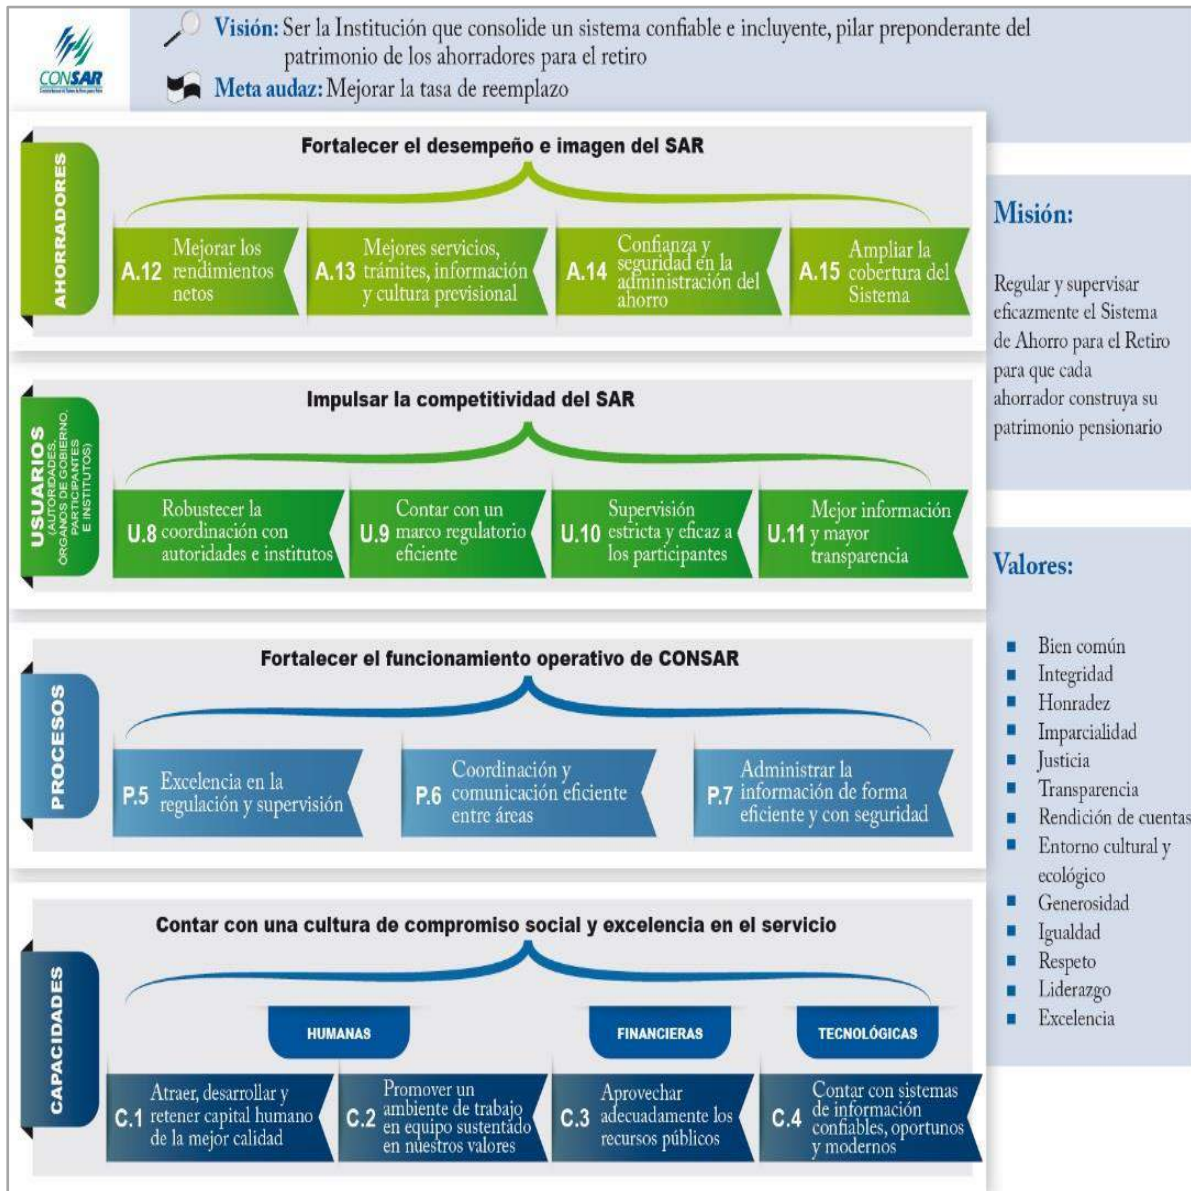 CONSAR
Visión: Ser la Institución que consolide un sistema confiable e incluyente, pilar preponderante del
patrimonio de los ahorradores para el retiro
Meta audaz: Mejorar la tasa de reemplazo
AHORRADORES
Fortalecer el desempeño e imagen del SAR
A.12
Mejorar los
rendimientos
netos
A.13
Mejores servicios,
trámites, información
y cultura previsional
A.14
Confianza y
seguridad en la
administración del
ahorro
A.15
Ampliar la
cobertura del
Sistema
USUARIOS
(AUTORIDADES,
ÓRGANOS DE GOBIERNO,
PARTICIPANTES
E INSTITUTOS)
Impulsar la competitividad del SAR
U.8
Robustecer la
coordinación con
autoridades e institutos
U.9
Contar con un
marco regulatorio
eficiente
U.10
Supervisión
estricta y eficaz a
los participantes
U.11
Mejor información
y mayor
transparencia
PROCESOS
Fortalecer el funcionamiento operativo de CONSAR
P.5
Excelencia en la
regulación y supervisión
P.6
Coordinación y
comunicación eficiente
entre áreas
P.7
Administrar la
información de forma
eficiente y con seguridad
CAPACIDADES
Contar con una cultura de compromiso social y excelencia en el servicio
HUMANAS
FINANCIERAS
TECNOLÓGICAS
C.1
Atraer, desarrollar y
retener capital humano
de la mejor calidad
C.2
Promover un
ambiente de trabajo
en equipo sustentado
en nuestros valores
C.3
Aprovechar
adecuadamente los
recursos públicos
C.4
Contar con sistemas
de información
confiables, oportunos
y modernos
Misión:
Regular y supervisar
eficazmente el Sistema
de Ahorro para el Retiro
para que cada
ahorrador construya su
patrimonio pensionario
Valores:
Bien común
Integridad
Honradez
Imparcialidad
Justicia
Transparencia
Rendición de cuentas
Entorno cultural y
ecológico
Generosidad
Igualdad
Respeto
Liderazgo
Excelencia